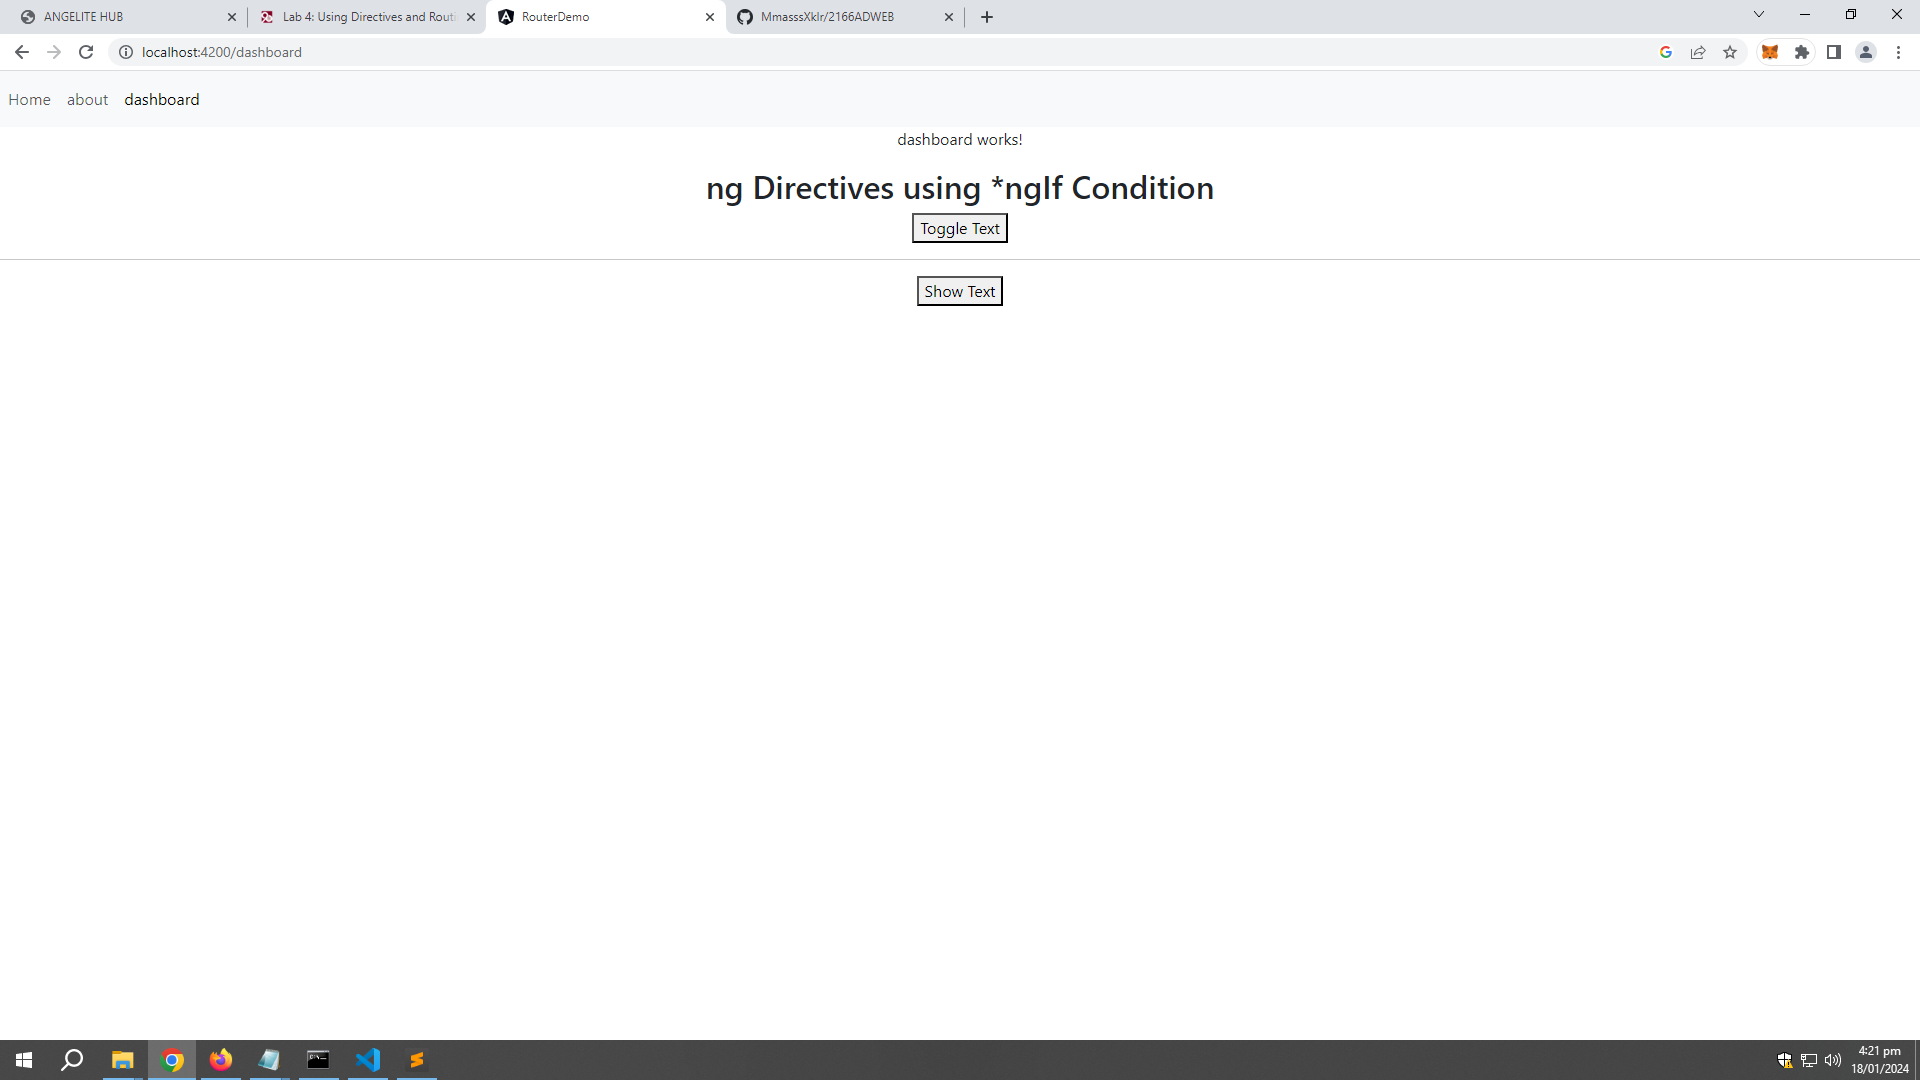 ANGELITE HUB
Lab 4: Using Directives and Routi
RouterDemo
MmasssXklr/2166ADWEB
localhost:4200/dashboard
Home about dashboard
dashboard works!
ng Directives using *ngIf Condition
Toggle Text
Show Text
4:21 pm
18/01/2024